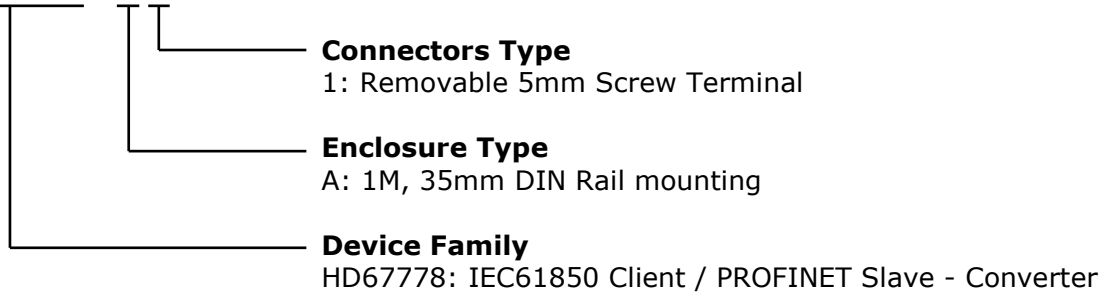 Connectors Type
1: Removable 5mm Screw Terminal
Enclosure Type
A: 1M, 35mm DIN Rail mounting
Device Family
HD67778: IEC61850 Client / PROFINET Slave - Converter